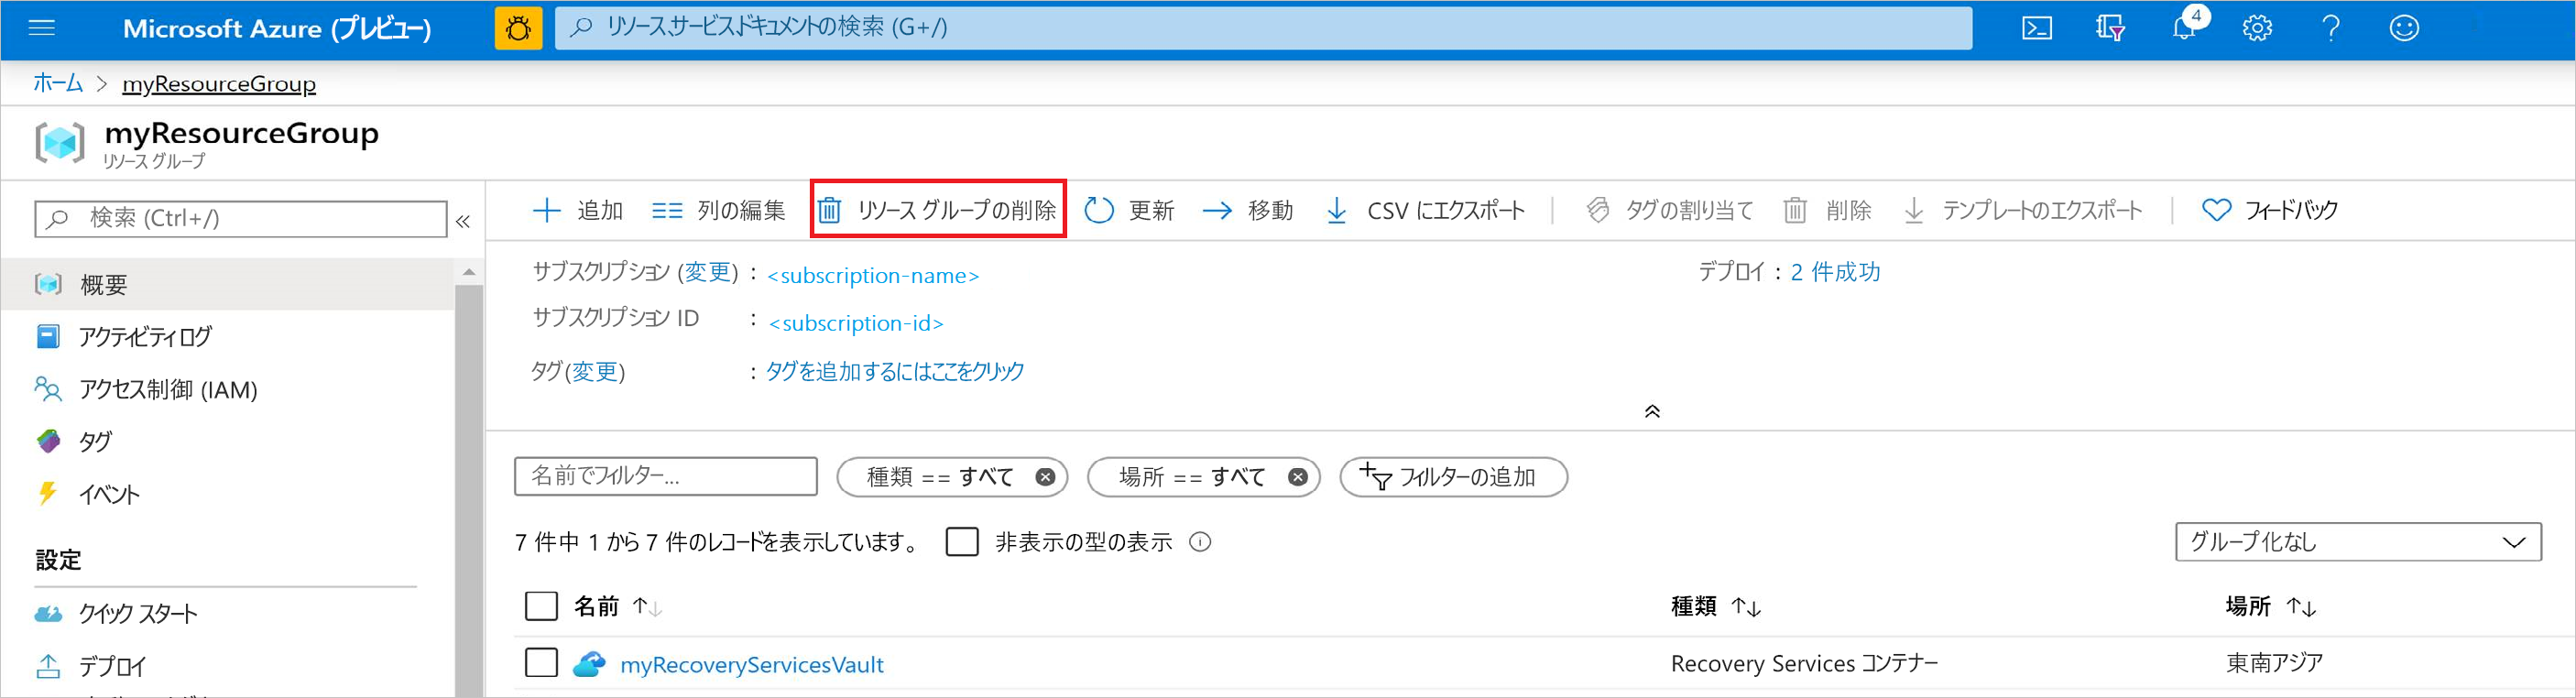 Microsoft Azure (プレビュー)
リソース、サービス、ドキュメントの検索 (G+/)
4
ホーム > myResourceGroup
myResourceGroup
リソース グループ
検索 (Ctrl+/)
追加 列の編集 リソース グループの削除 更新 移動 CSV にエクスポート タグの割り当て 削除 テンプレートのエクスポート フィードバック
概要
アクティビティ ログ
アクセス制御 (IAM)
タグ
イベント
設定
クイック スタート
デプロイ
サブスクリプション (変更) : <subscription-name>
デプロイ : 2 件成功
サブスクリプション ID : <subscription-id>
タグ(変更) : タグを追加するにはここをクリック
名前でフィルター... 種類 == すべて 場所 == すべて フィルターの追加
7 件中 1 から 7 件のレコードを表示しています。 非表示の型の表示 グループ化なし
名前 ↑↓ 種類 ↑↓ 場所 ↑↓
myRecoveryServicesVault Recovery Services コンテナー 東南アジア